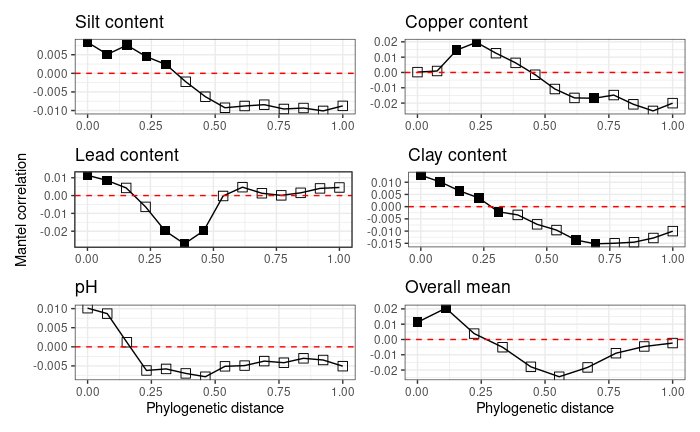 Silt content
0.005
0.000
-0.005
-0.010
0.00 0.25 0.50 0.75 1.00
Copper content
0.02
0.01
0.00
-0.01
-0.02
0.00 0.25 0.50 0.75 1.00
Mantel correlation
Lead content
0.01
0.00
-0.01
-0.02
0.00 0.25 0.50 0.75 1.00
Clay content
0.010
0.005
0.000
-0.005
-0.010
-0.015
0.00 0.25 0.50 0.75 1.00
pH
0.010
0.005
0.000
-0.005
0.00 0.25 0.50 0.75 1.00
Phylogenetic distance
Overall mean
0.02
0.01
0.00
-0.01
-0.02
0.00 0.25 0.50 0.75 1.00
Phylogenetic distance